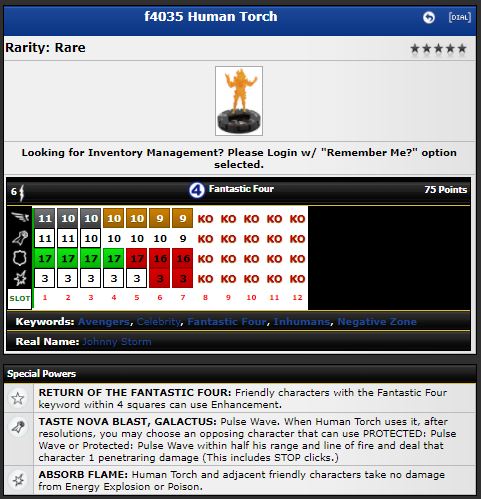 f4035 Human Torch
[DIAL]
Rarity: Rare
Looking for Inventory Management? Please Login w/ "Remember Me?" option
selected.
6 4 Fantastic Four 75 Points
11 10 10 10 10 9 9 KO KO KO KO KO
11 11 10 10 10 10 9 KO KO KO KO KO
17 17 17 17 17 16 16 KO KO KO KO KO
3 3 3 3 3 3 3 KO KO KO KO KO
SLOT 1 2 3 4 5 6 7 8 9 10 11 12
Keywords: Avengers, Celebrity, Fantastic Four, Inhumans, Negative Zone
Real Name: Johnny Storm
Special Powers
RETURN OF THE FANTASTIC FOUR: Friendly characters with the Fantastic Four
keyword within 4 squares can use Enhancement.
TASTE NOVA BLAST, GALACTUS: Pulse Wave. When Human Torch uses it, after
resolutions, you may choose an opposing character that can use PROTECTED: Pulse
Wave or Protected: Pulse Wave within half his range and line of fire and deal that
character 1 penetraring damage (This includes STOP clicks.)
ABSORB FLAME: Human Torch and adjacent friendly characters take no damage
from Energy Explosion or Poison.